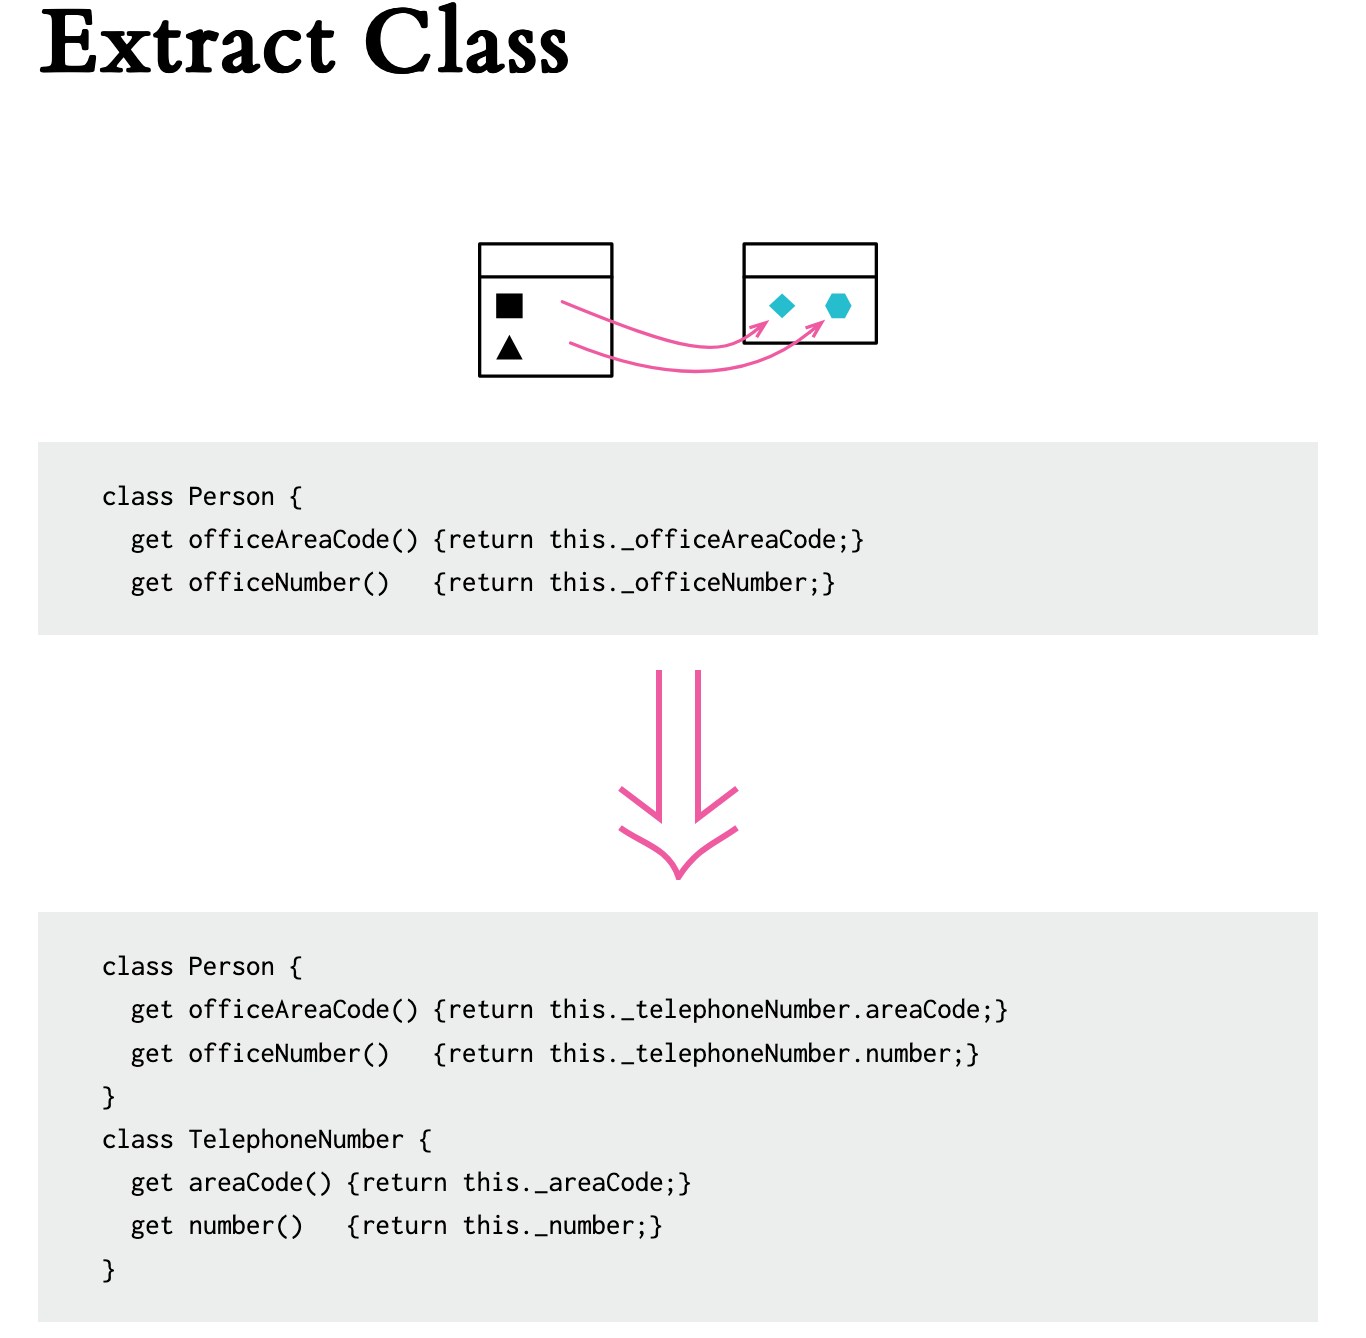 Extract Class
class Person {
  get officeAreaCode() {return this._officeAreaCode;}
  get officeNumber()   {return this._officeNumber;}
class Person {
  get officeAreaCode() {return this._telephoneNumber.areaCode;}
  get officeNumber()   {return this._telephoneNumber.number;}
}
class TelephoneNumber {
  get areaCode() {return this._areaCode;}
  get number()   {return this._number;}
}